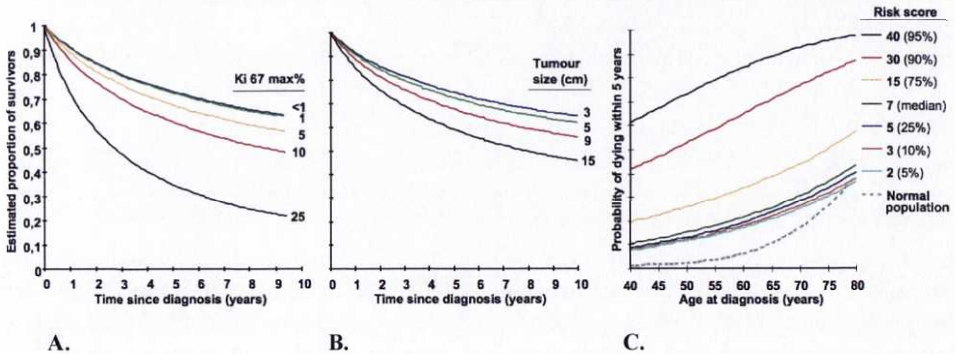 Estimated proportion of survivors
1
0,9
0,8
0,7
0,6
0,5
0,4
0,3
0,2
0,1
0
Ki 67 max%
<1
1
5
10
25
0 1 2 3 4 5 6 7 8 9 10
Time since diagnosis (years)
A.
Tumour
size (cm)
3
5
9
15
0 1 2 3 4 5 6 7 8 9 10
Time since diagnosis (years)
B.
Probability of dying within 5 years
40 45 50 55 60 65 70 75 80
Age at diagnosis (years)
C.
Risk score
40 (95%)
30 (90%)
15 (75%)
7 (median)
5 (25%)
3 (10%)
2 (5%)
Normal
population